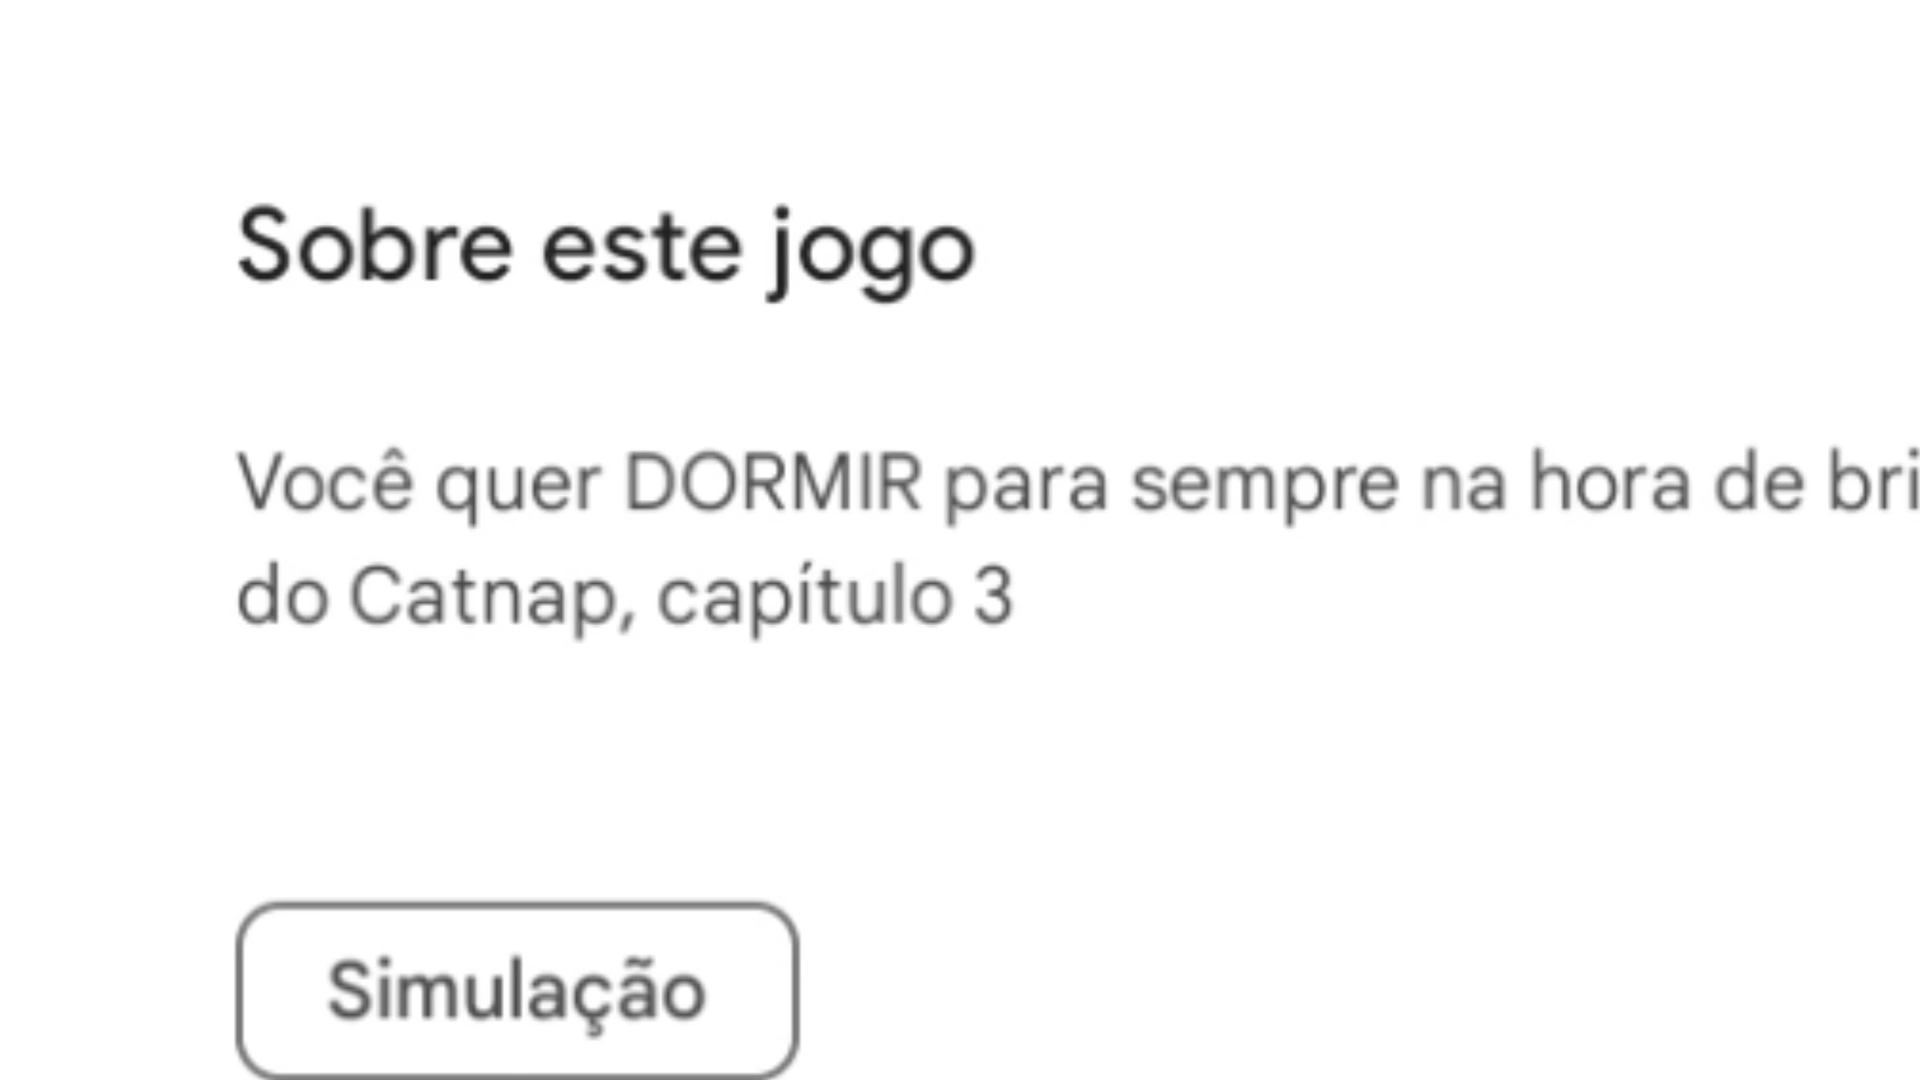 Sobre este jogo
Você quer DORMIR para sempre na hora de
do Catnap, capítulo 3
Simulação